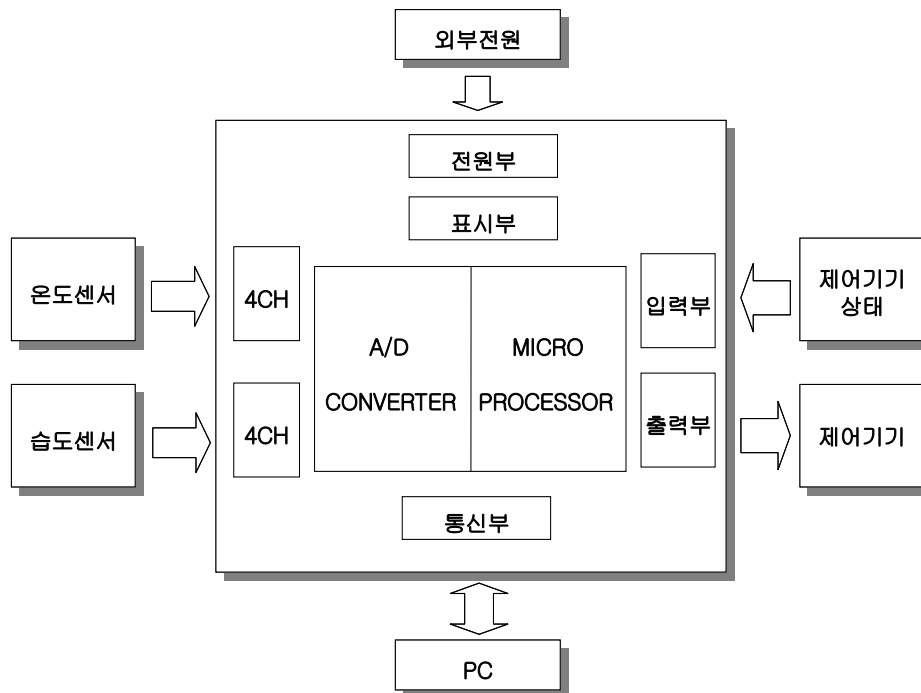 외부전원
전원부
표시부
온도센서
4CH
A/D
CONVERTER
MICRO
PROCESSOR
입력부
제어기기
상태
습도센서
4CH
출력부
제어기기
통신부
PC